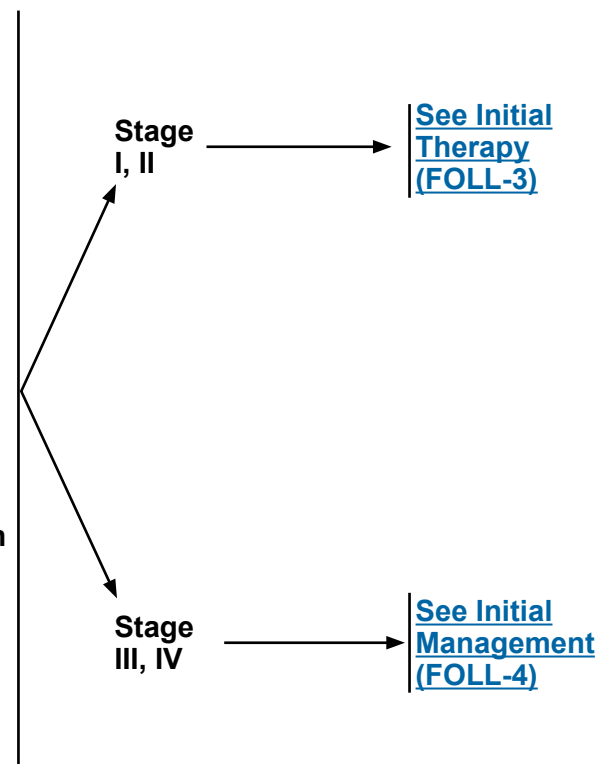 Stage
I, II
See Initial
Therapy
(FOLL-3)
Stage
III, IV
See Initial
Management
(FOLL-4)